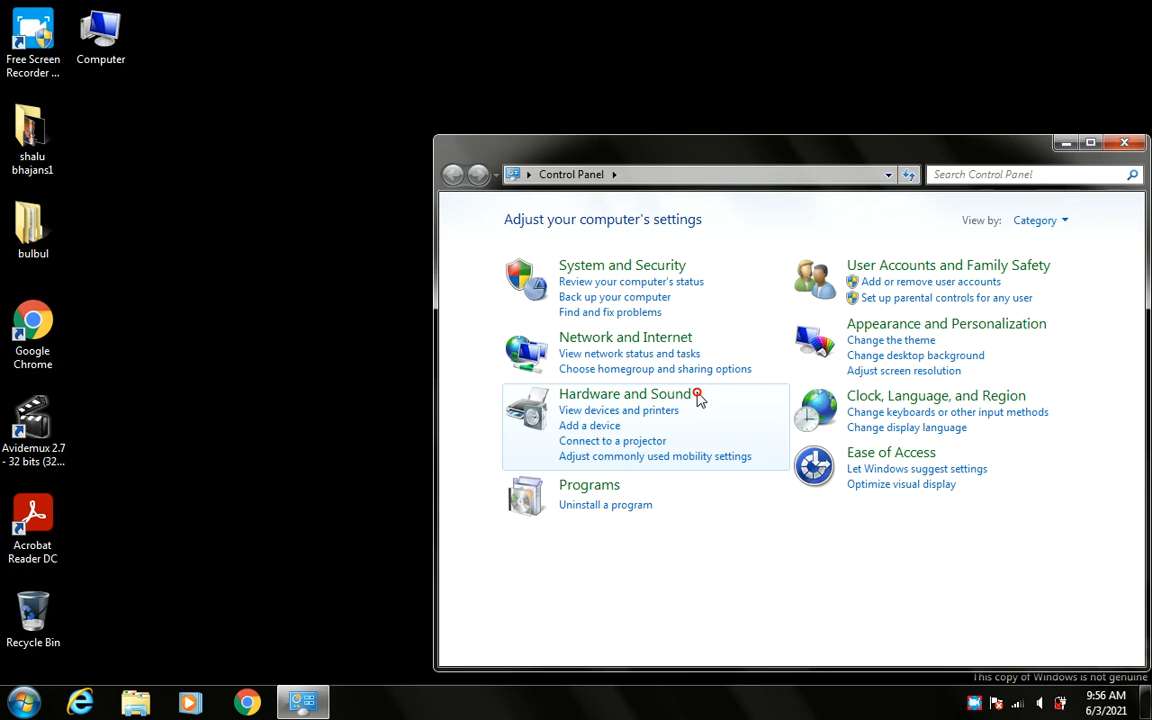 Free Screen
Recorder ...
Computer
shalu
bhajans1
bulbul
Google
Chrome
Avidemux 2.7
- 32 bits (32...
Acrobat
Reader DC
Recycle Bin
Control Panel
Search Control Panel
Adjust your computer's settings
View by: Category
System and Security
Review your computer's status
Back up your computer
Find and fix problems
Network and Internet
View network status and tasks
Choose homegroup and sharing options
Hardware and Sound
View devices and printers
Add a device
Connect to a projector
Adjust commonly used mobility settings
Programs
Uninstall a program
User Accounts and Family Safety
Add or remove user accounts
Set up parental controls for any user
Appearance and Personalization
Change the theme
Change desktop background
Adjust screen resolution
Clock, Language, and Region
Change keyboards or other input methods
Change display language
Ease of Access
Let Windows suggest settings
Optimize visual display
This copy of Windows is not genuine
9:56 AM
6/3/2021